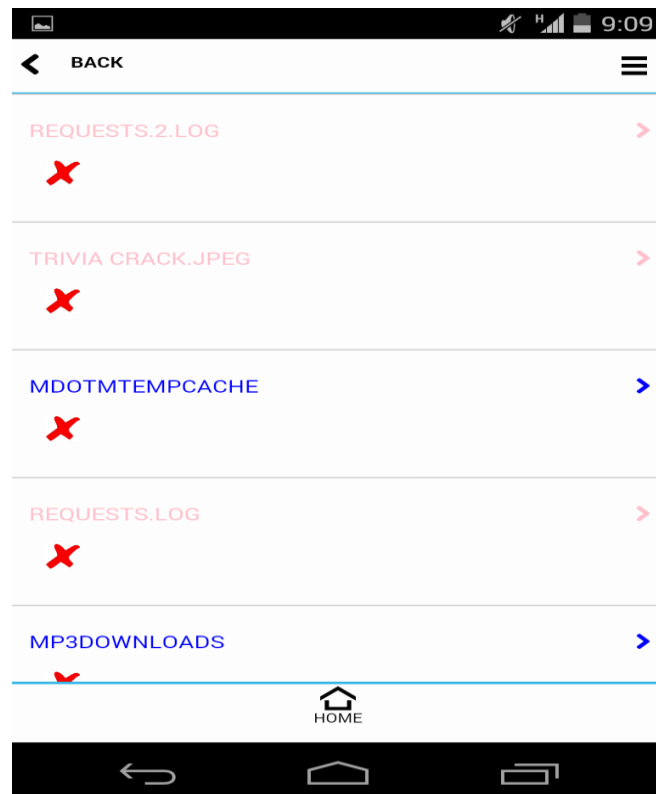 H 9:09
BACK
REQUESTS.2.LOG
TRIVIA CRACK.JPEG
MDOTMTEMPCACHE
REQUESTS.LOG
MP3DOWNLOADS
HOME